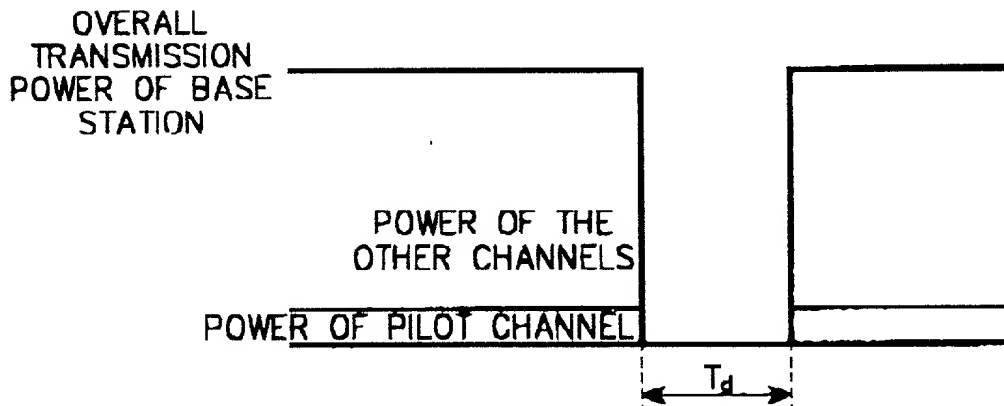 OVERALL
TRANSMISSION
POWER OF BASE
STATION
POWER OF THE
OTHER CHANNELS
POWER OF PILOT CHANNEL
Td